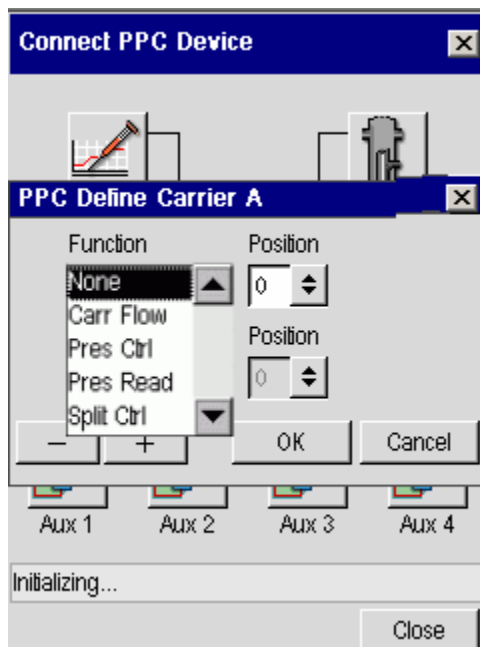 Connect PPC Device
PPC Define Carrier A
Function
Position
None
0
Carr Flow
Pres Ctrl
Position
Pres Read
0
Split Ctrl
− + OK Cancel
Aux 1 Aux 2 Aux 3 Aux 4
Initializing...
Close